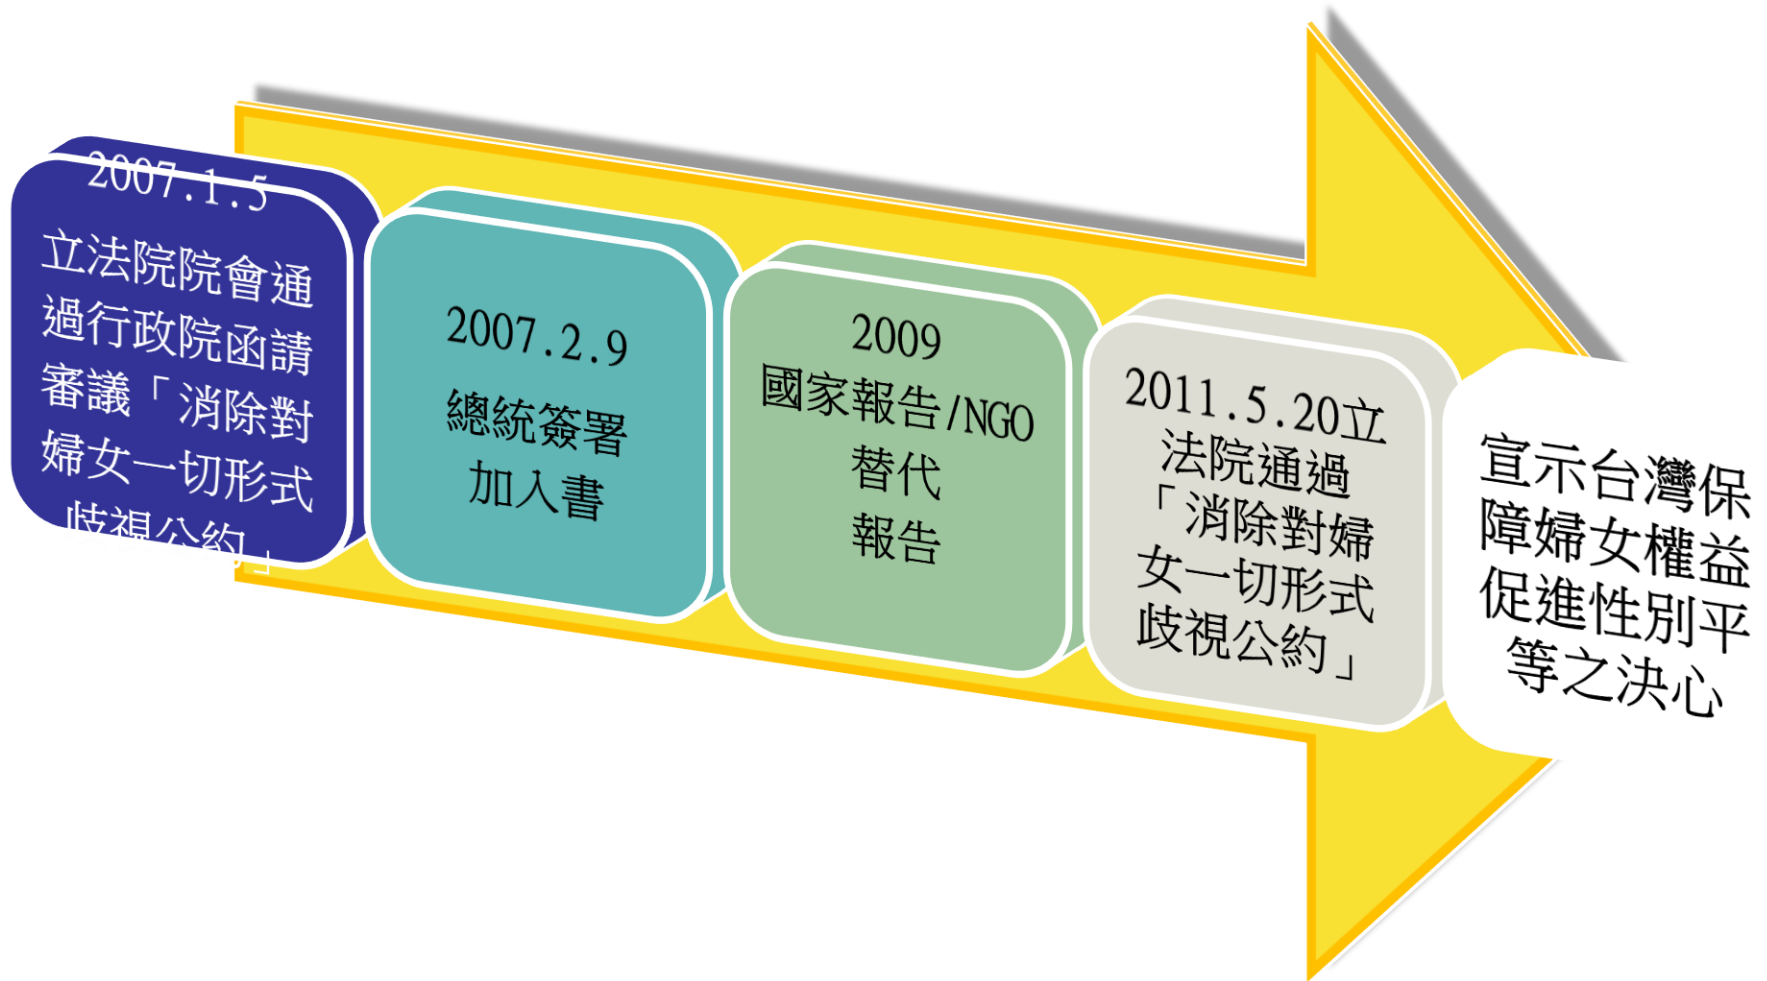 2007.1.5
立法院院會通
過行政院函請
審議「消除對
婦女一切形式
歧視公約」
2007.2.9
總統簽署
加入書
2009
國家報告/NGO
替代
報告
2011.5.20立
法院通過
「消除對婦
女一切形式
歧視公約」
宣示台灣保
障婦女權益
促進性別平
等之決心